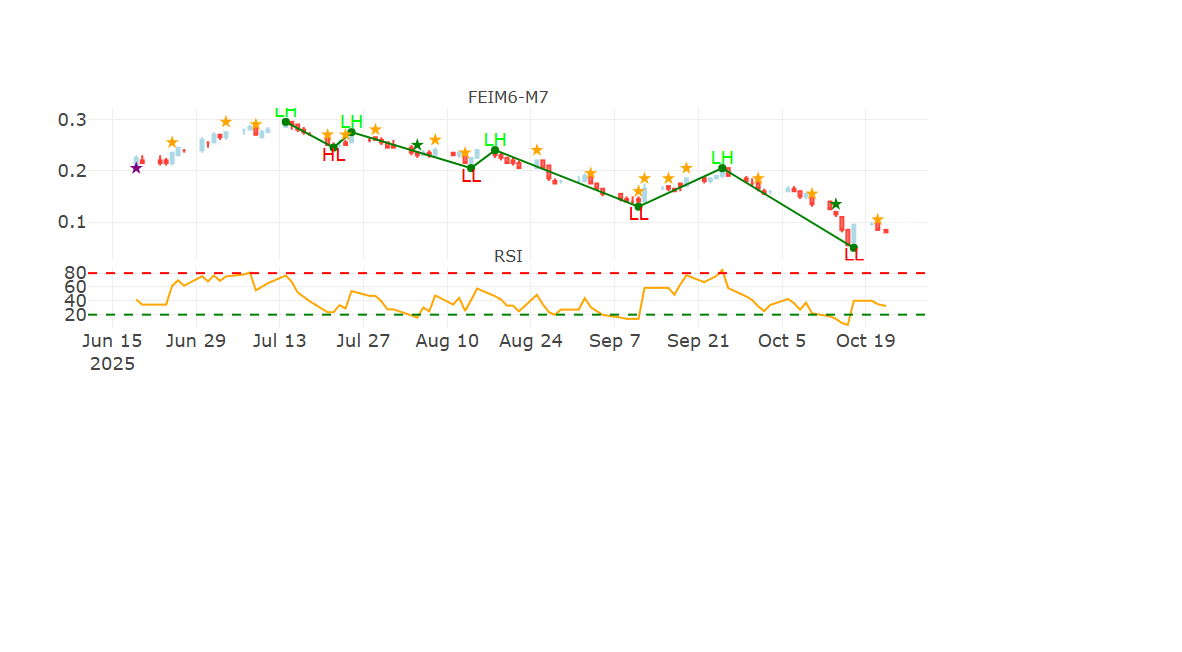 FEIM6-M7
0.3
0.2
0.1
LH
HL
LH
LL
LH
LL
LH
LL
RSI
80
60
40
20
Jun 15 Jun 29 Jul 13 Jul 27 Aug 10 Aug 24 Sep 7 Sep 21 Oct 5 Oct 19
2025